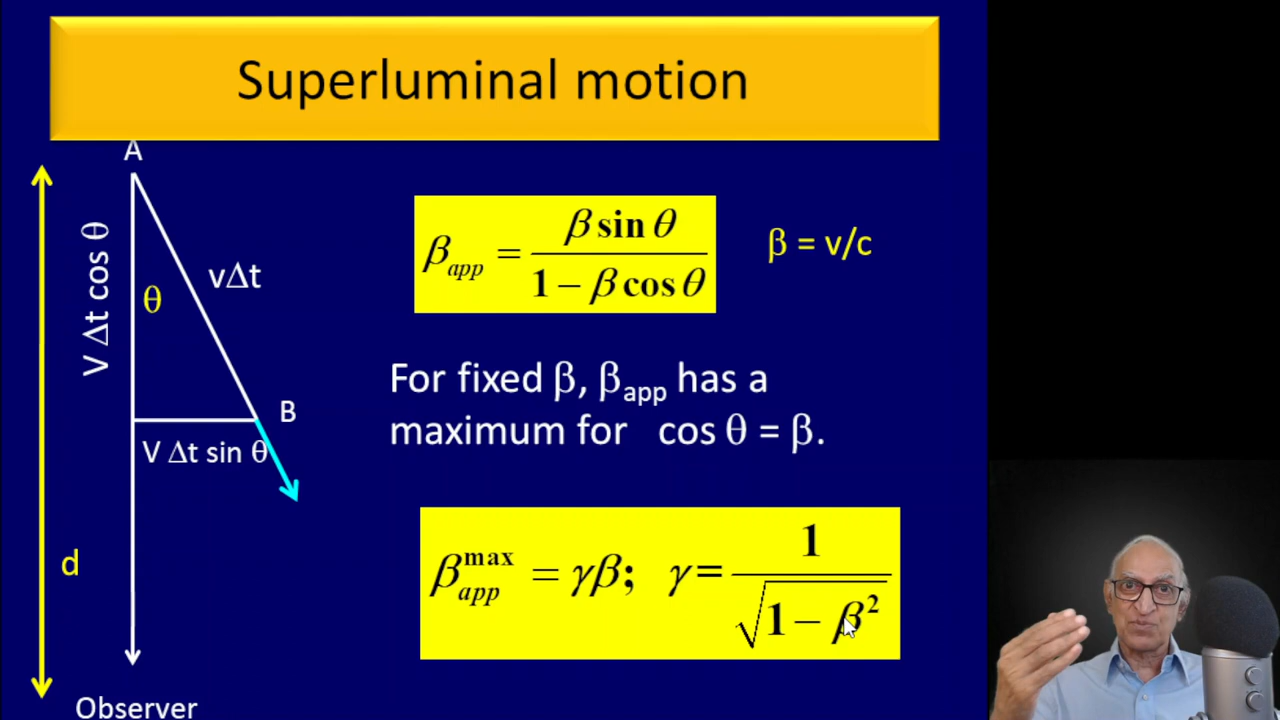 Superluminal motion
A
V Δt cos θ
θ
vΔt
B
V Δt sin θ
d
Observer
β_app = β sin θ / (1 − β cos θ)
β = v/c
For fixed β, β_app has a
maximum for cos θ = β.
β_app^max = γβ; γ = 1 / √(1 − β²)